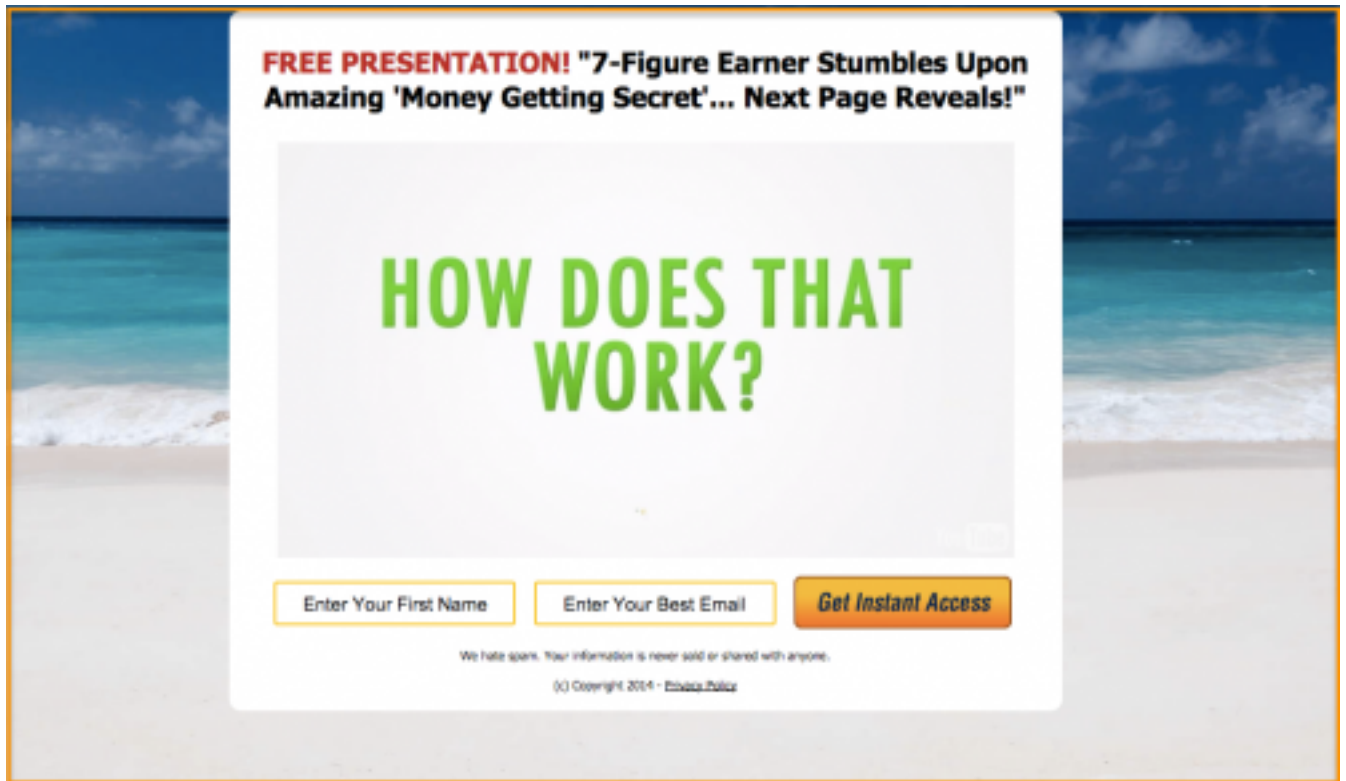 FREE PRESENTATION! "7-Figure Earner Stumbles Upon
Amazing 'Money Getting Secret'... Next Page Reveals!"
HOW DOES THAT
WORK?
YouTube
Enter Your First Name
Enter Your Best Email
Get Instant Access
We hate spam. Your information is never sold or shared with anyone.
(c) Copyright 2014 - Privacy Policy